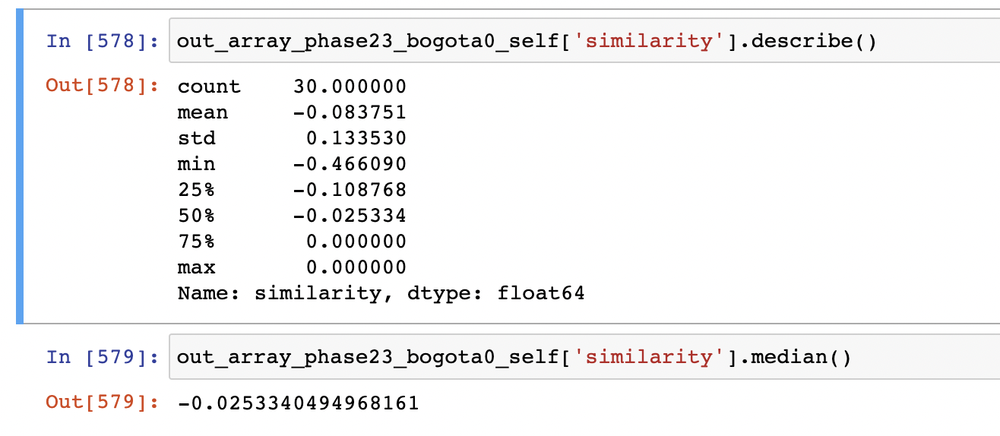 In [578]: out_array_phase23_bogota0_self['similarity'].describe()
Out[578]: count    30.000000
mean     -0.083751
std       0.133530
min      -0.466090
25%      -0.108768
50%      -0.025334
75%       0.000000
max       0.000000
Name: similarity, dtype: float64
In [579]: out_array_phase23_bogota0_self['similarity'].median()
Out[579]: -0.0253340494968161